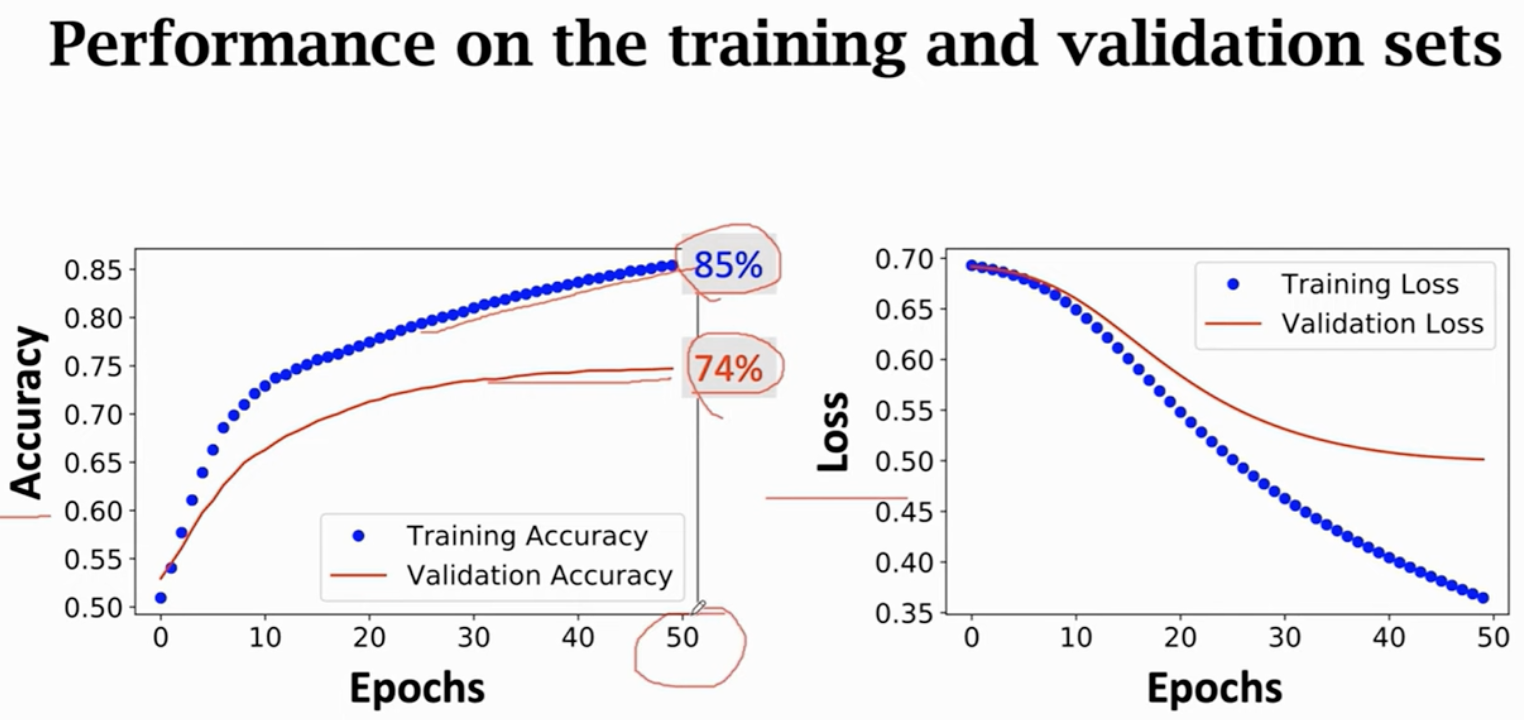 Performance on the training and validation sets
Accuracy
0.85
0.80
0.75
0.70
0.65
0.60
0.55
0.50
85%
74%
Training Accuracy
Validation Accuracy
0 10 20 30 40 50
Epochs
Loss
0.70
0.65
0.60
0.55
0.50
0.45
0.40
0.35
Training Loss
Validation Loss
0 10 20 30 40 50
Epochs